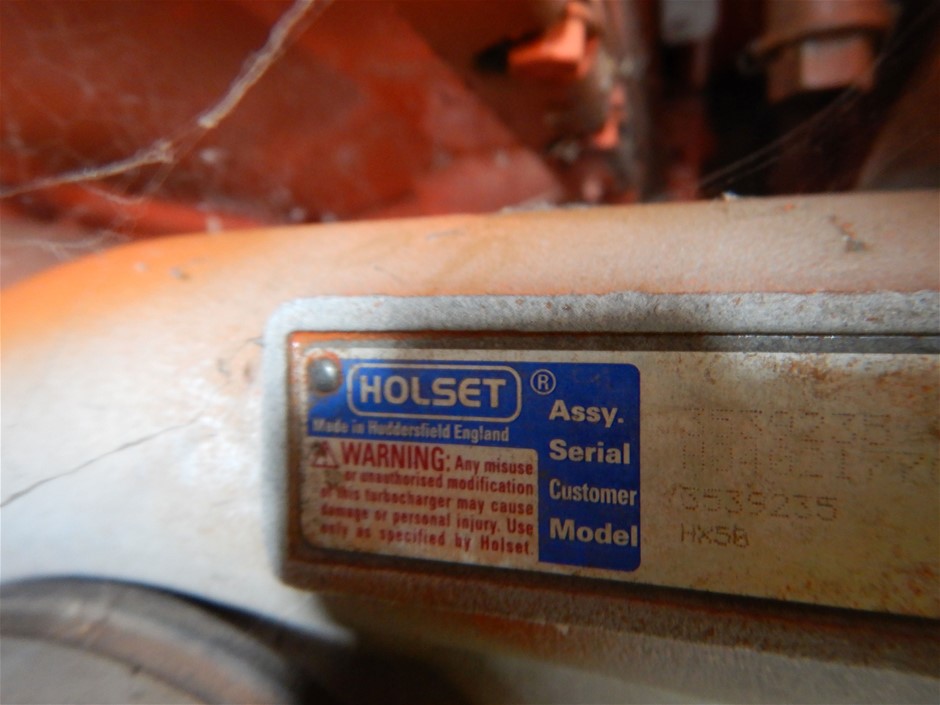 HOLSET ®
Made in Huddersfield England
⚠ WARNING: Any misuse
or unauthorised modification
of this turbocharger may cause
damage or personal injury. Use
only as specified by Holset.
Assy.
Serial
Customer 3539235
Model HX50